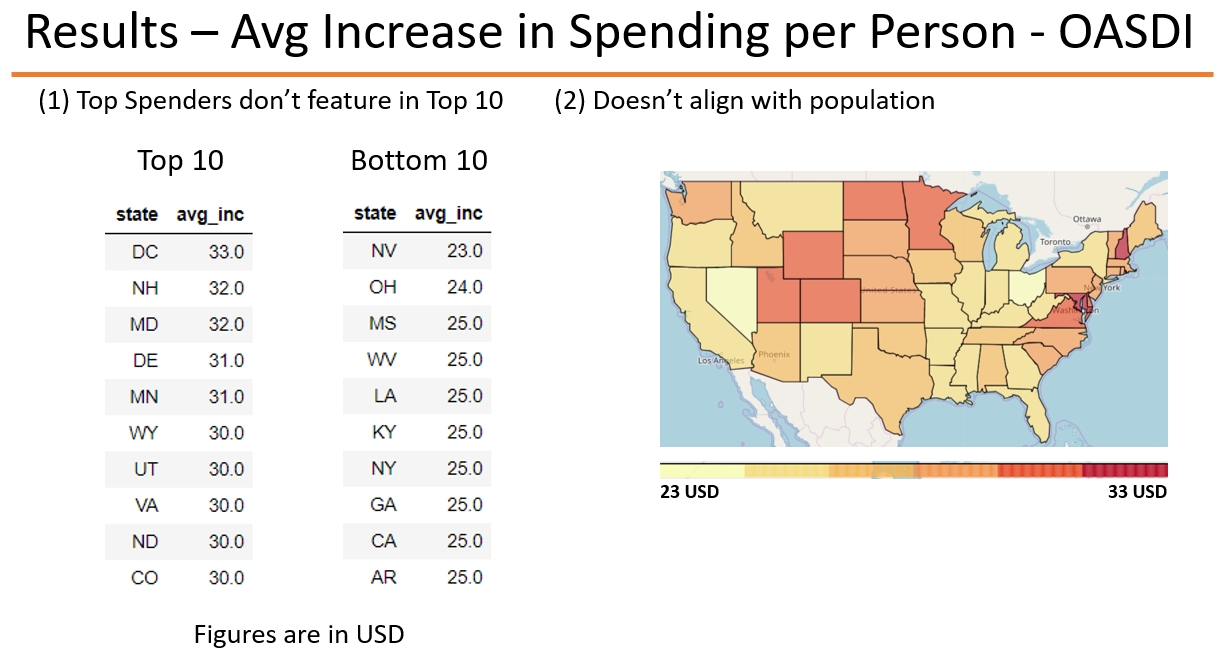 Results – Avg Increase in Spending per Person - OASDI
(1) Top Spenders don't feature in Top 10
(2) Doesn't align with population
Top 10
state avg_inc
DC 33.0
NH 32.0
MD 32.0
DE 31.0
MN 31.0
WY 30.0
UT 30.0
VA 30.0
ND 30.0
CO 30.0
Bottom 10
state avg_inc
NV 23.0
OH 24.0
MS 25.0
WV 25.0
LA 25.0
KY 25.0
NY 25.0
GA 25.0
CA 25.0
AR 25.0
Figures are in USD
Ottawa
Toronto
United States
New York
Washington
Los Angeles
Phoenix
23 USD
33 USD